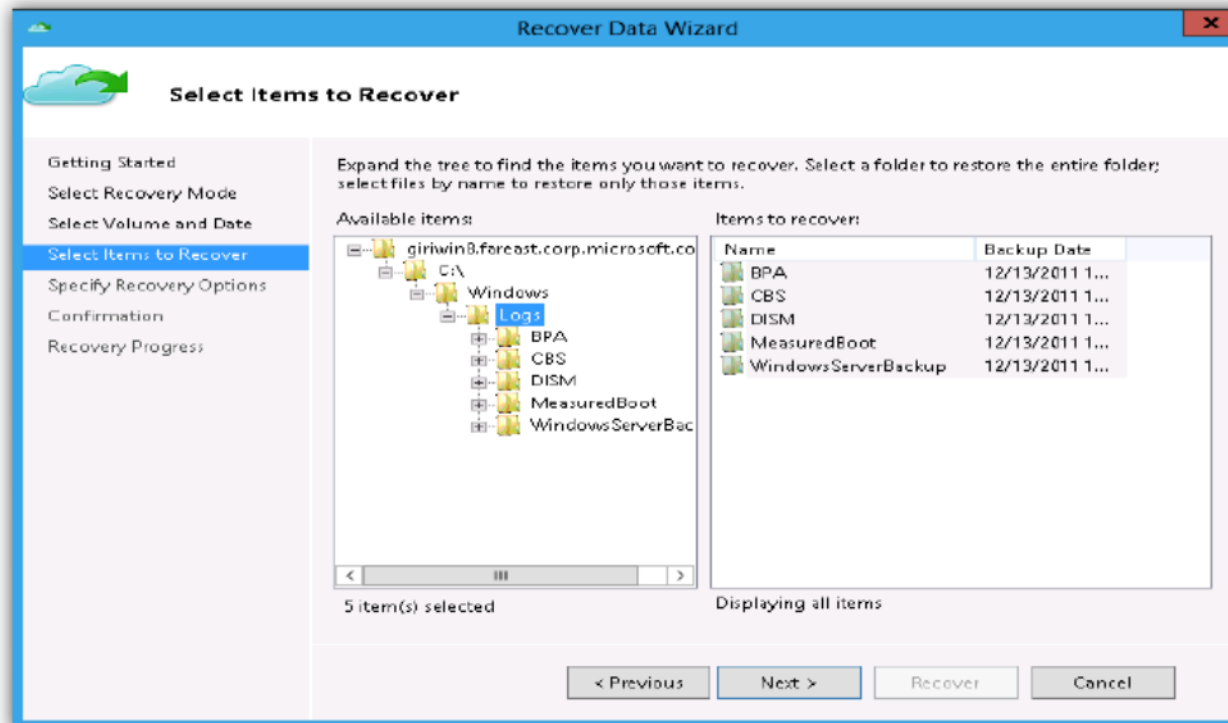 Recover Data Wizard
Select Items to Recover
Getting Started
Select Recovery Mode
Select Volume and Date
Select Items to Recover
Specify Recovery Options
Confirmation
Recovery Progress
Expand the tree to find the items you want to recover. Select a folder to restore the entire folder;
select files by name to restore only those items.
Available items:
giriwin8.fareast.corp.microsoft.co
C:\
Windows
Logs
BPA
CBS
DISM
MeasuredBoot
WindowsServerBac
5 item(s) selected
Items to recover:
Name Backup Date
BPA 12/13/2011 1...
CBS 12/13/2011 1...
DISM 12/13/2011 1...
MeasuredBoot 12/13/2011 1...
WindowsServerBackup 12/13/2011 1...
Displaying all items
< Previous Next > Recover Cancel